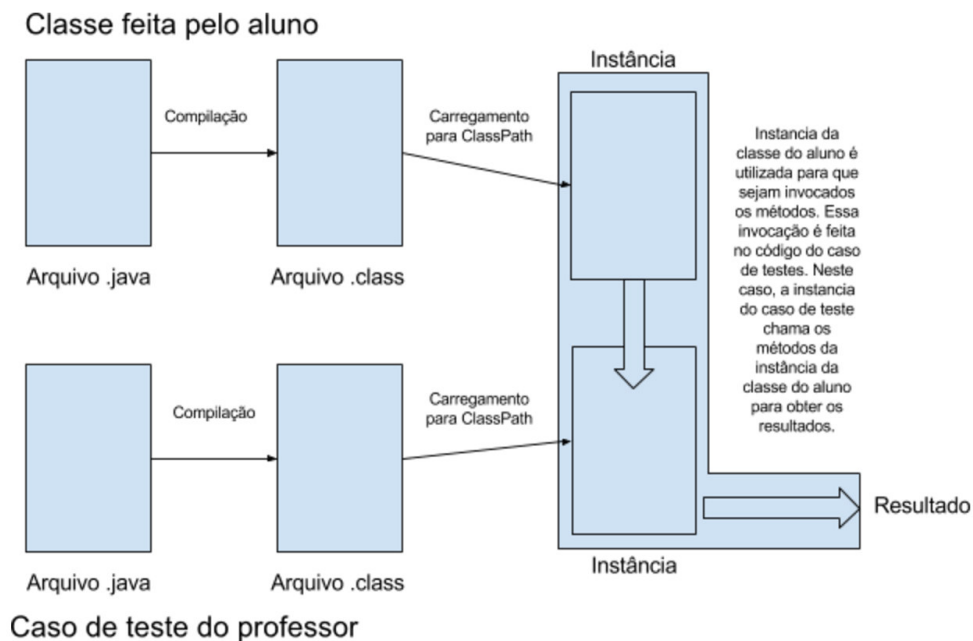 Classe feita pelo aluno
Instância
Compilação
Carregamento
para ClassPath
Instancia da
classe do aluno é
utilizada para que
sejam invocados
os métodos. Essa
invocação é feita
no código do caso
de testes. Neste
caso, a instancia
do caso de teste
chama os
métodos da
instância da
classe do aluno
para obter os
resultados.
Arquivo .java
Arquivo .class
Compilação
Carregamento
para ClassPath
Resultado
Instância
Arquivo .java
Arquivo .class
Caso de teste do professor